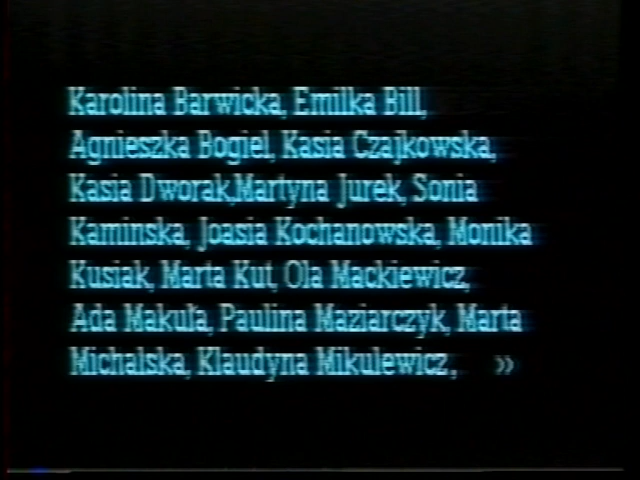 Karolina Barwicka, Emilka Bill,
Agnieszka Bogiel, Kasia Czajkowska,
Kasia Dworak,Martyna Jurek, Sonia
Kaminska, Joasia Kochanowska, Monika
Kusiak, Marta Kut, Ola Mackiewicz,
Ada Makuła, Paulina Maziarczyk, Marta
Michalska, Klaudyna Mikulewicz, »